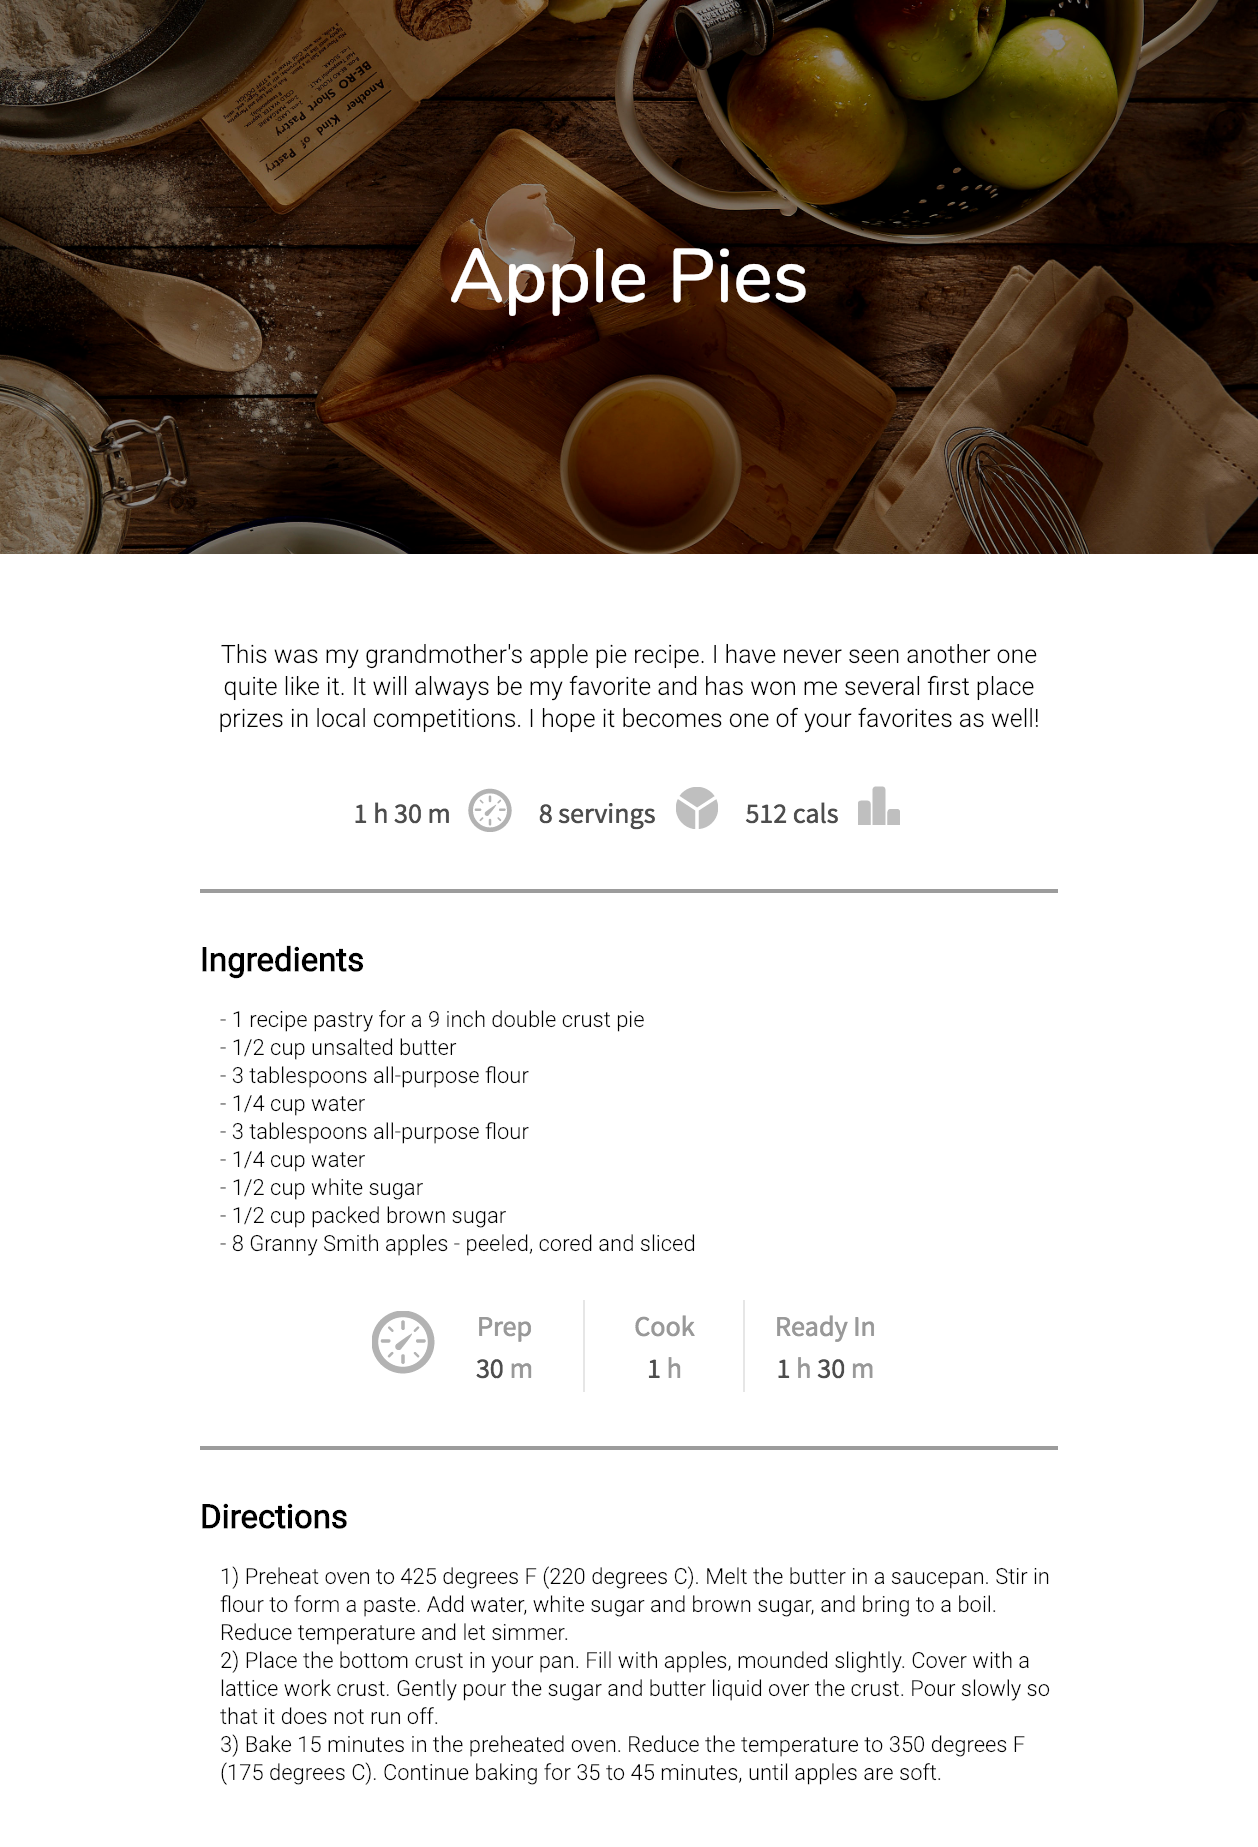 Another Kind of Pastry
BE-RO Short Pastry
Apple Pies
This was my grandmother's apple pie recipe. I have never seen another one
quite like it. It will always be my favorite and has won me several first place
prizes in local competitions. I hope it becomes one of your favorites as well!
1 h 30 m 8 servings 512 cals
Ingredients
- 1 recipe pastry for a 9 inch double crust pie
- 1/2 cup unsalted butter
- 3 tablespoons all-purpose flour
- 1/4 cup water
- 3 tablespoons all-purpose flour
- 1/4 cup water
- 1/2 cup white sugar
- 1/2 cup packed brown sugar
- 8 Granny Smith apples - peeled, cored and sliced
Prep Cook Ready In
30 m 1 h 1 h 30 m
Directions
1) Preheat oven to 425 degrees F (220 degrees C). Melt the butter in a saucepan. Stir in
flour to form a paste. Add water, white sugar and brown sugar, and bring to a boil.
Reduce temperature and let simmer.
2) Place the bottom crust in your pan. Fill with apples, mounded slightly. Cover with a
lattice work crust. Gently pour the sugar and butter liquid over the crust. Pour slowly so
that it does not run off.
3) Bake 15 minutes in the preheated oven. Reduce the temperature to 350 degrees F
(175 degrees C). Continue baking for 35 to 45 minutes, until apples are soft.